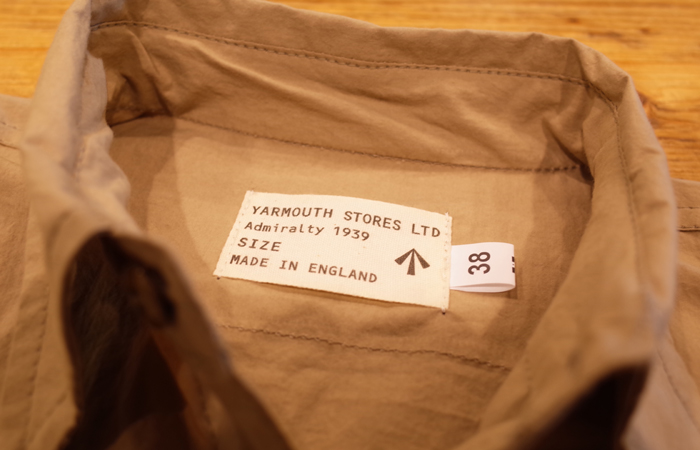 YARMOUTH STORES LTD
Admiralty 1939
SIZE
MADE IN ENGLAND
38